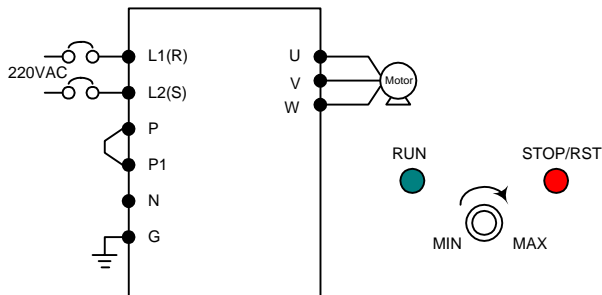 L1(R)
220VAC
L2(S)
P
P1
N
G
U
V
W
Motor
RUN
STOP/RST
MIN
MAX